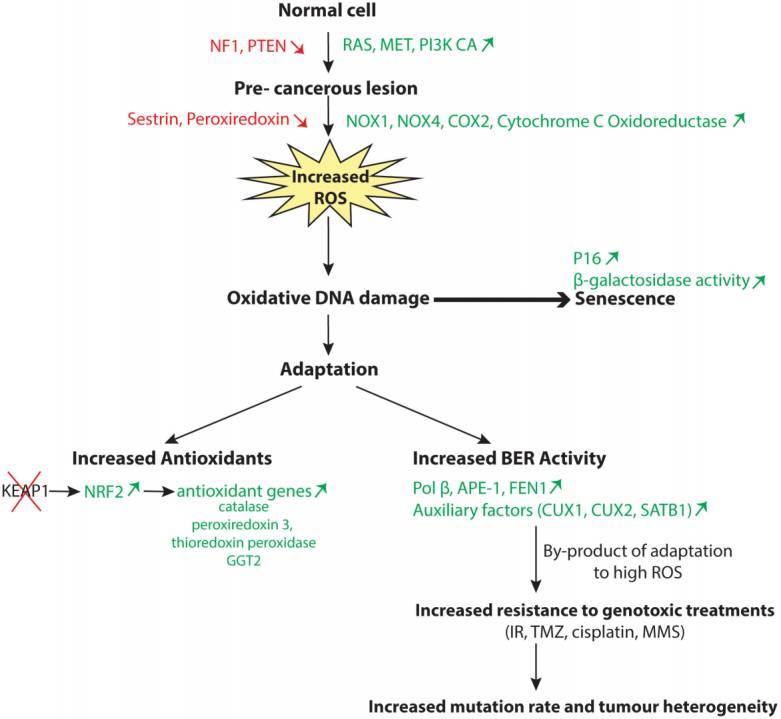 Normal cell
NF1, PTEN ↘ RAS, MET, PI3K CA ↗
Pre- cancerous lesion
Sestrin, Peroxiredoxin ↘ NOX1, NOX4, COX2, Cytochrome C Oxidoreductase ↗
Increased
ROS
P16 ↗
β-galactosidase activity ↗
Oxidative DNA damage → Senescence
Adaptation
Increased Antioxidants
Increased BER Activity
KEAP1 → NRF2 ↗ → antioxidant genes ↗
catalase
peroxiredoxin 3,
thioredoxin peroxidase
GGT2
Pol β, APE-1, FEN1 ↗
Auxiliary factors (CUX1, CUX2, SATB1) ↗
By-product of adaptation
to high ROS
Increased resistance to genotoxic treatments
(IR, TMZ, cisplatin, MMS)
Increased mutation rate and tumour heterogeneity